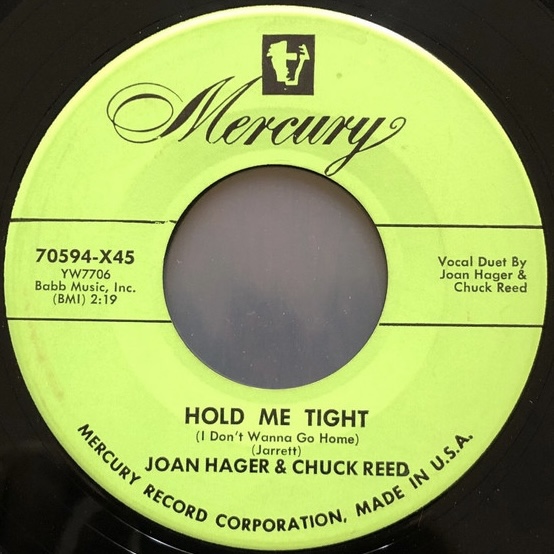 Mercury
70594-X45
YW7706
Babb Music, Inc.
(BMI) 2:19
Vocal Duet By
Joan Hager &
Chuck Reed
HOLD ME TIGHT
(I Don't Wanna Go Home)
(Jarrett)
JOAN HAGER & CHUCK REED
MERCURY RECORD CORPORATION, MADE IN U.S.A.